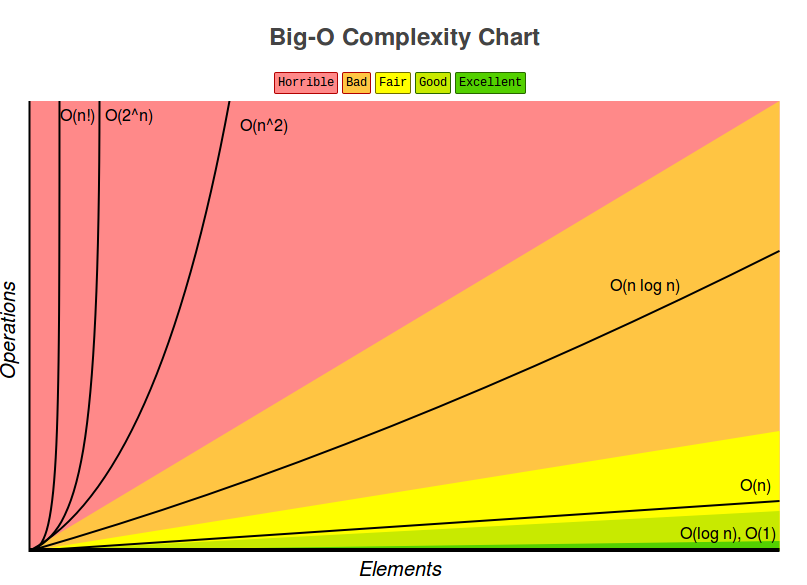 Big-O Complexity Chart
Horrible Bad Fair Good Excellent
O(n!) O(2^n) O(n^2)
O(n log n)
Operations
O(n)
O(log n), O(1)
Elements